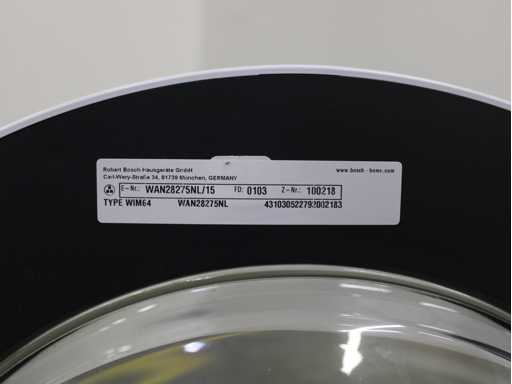 Robert Bosch Hausgeräte GmbH www.bosch-home.com
Carl-Wery-Straße 34, 81739 München, GERMANY
E-Nr.: WAN28275NL/15 FD: 0103 Z-Nr.: 100218
TYPE WIM64 WAN28275NL 431030522792002183